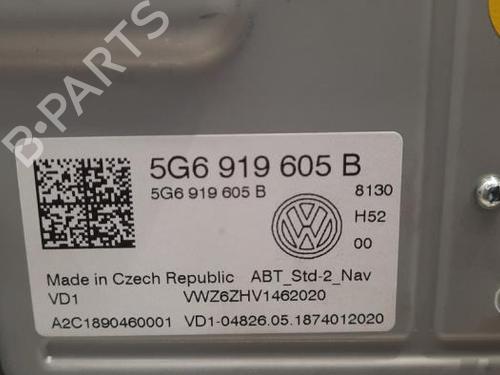 B-PARTS
5G6 919 605 B
5G6 919 605 B
8130
H52
00
Made in Czech Republic ABT_Std-2_Nav
VD1 VWZ6ZHV1462020
A2C1890460001 VD1-04826.05.1874012020